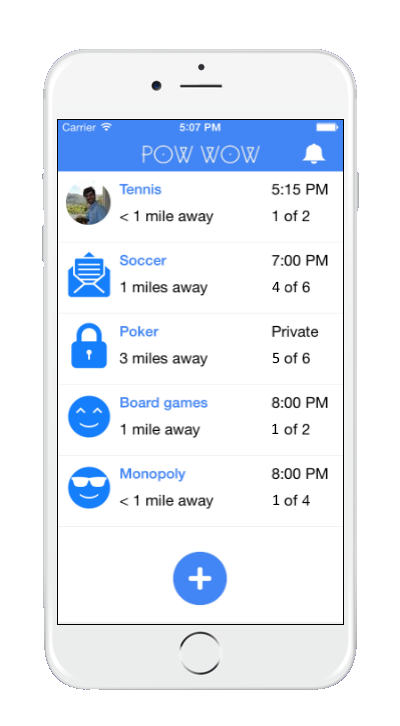 Carrier 5:07 PM
POW WOW
Tennis 5:15 PM
< 1 mile away 1 of 2
Soccer 7:00 PM
1 miles away 4 of 6
Poker Private
3 miles away 5 of 6
Board games 8:00 PM
1 mile away 1 of 2
Monopoly 8:00 PM
< 1 mile away 1 of 4